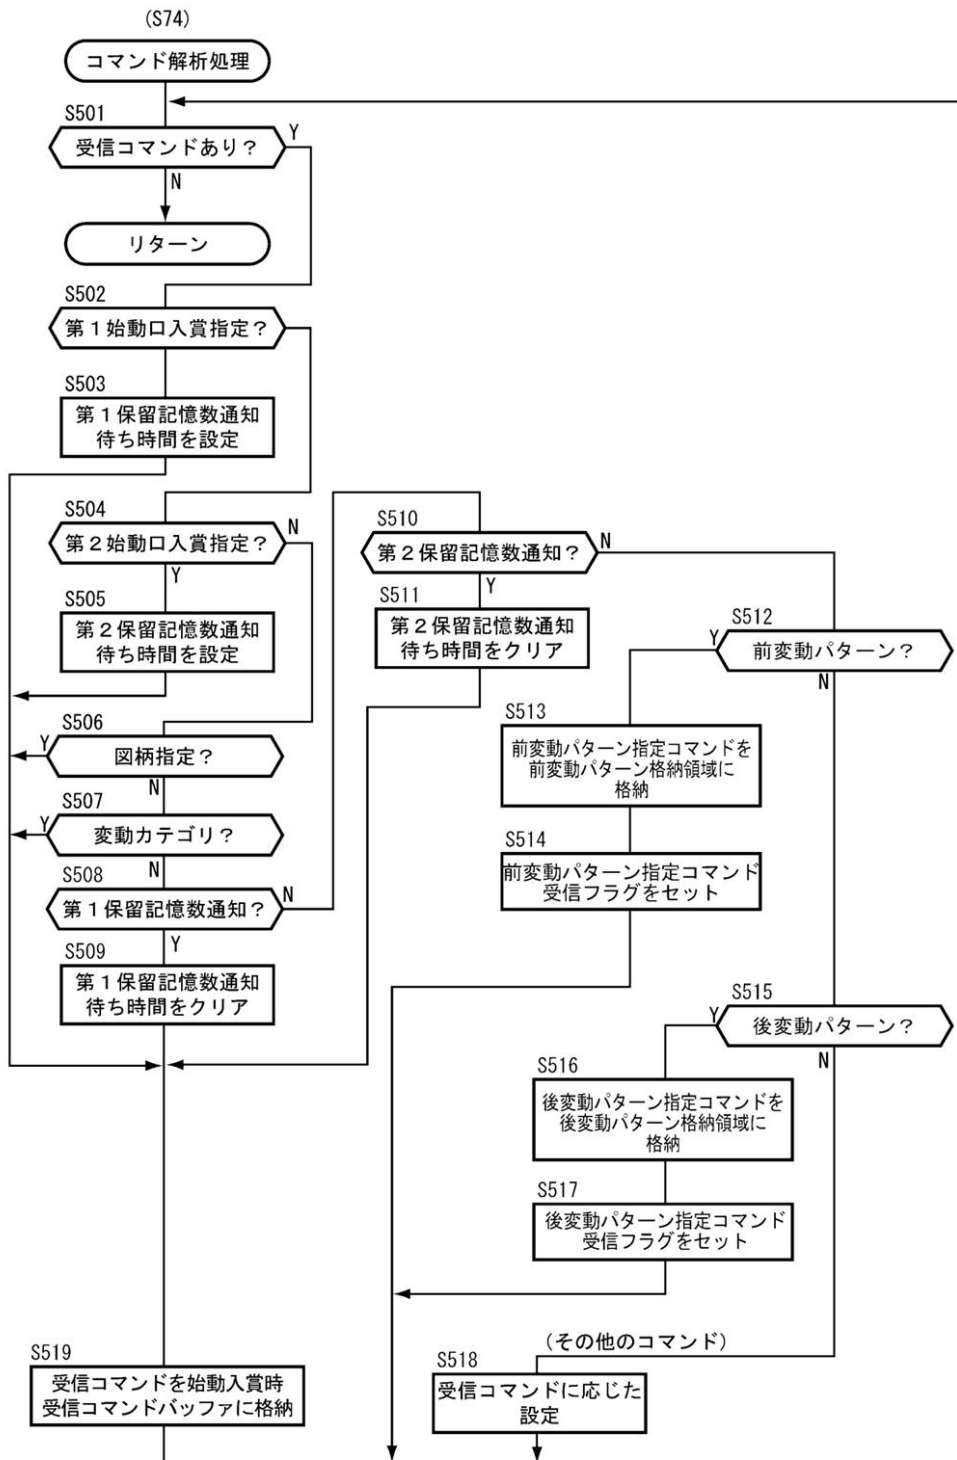 (S74)
コマンド解析処理
S501
受信コマンドあり?
Y
N
リターン
S502
第1始動口入賞指定?
S503
第1保留記憶数通知
待ち時間を設定
S504
第2始動口入賞指定?
N
Y
S505
第2保留記憶数通知
待ち時間を設定
S506
図柄指定?
Y
N
S507
変動カテゴリ?
Y
N
S508
第1保留記憶数通知?
N
Y
S509
第1保留記憶数通知
待ち時間をクリア
S510
第2保留記憶数通知?
N
Y
S511
第2保留記憶数通知
待ち時間をクリア
S512
前変動パターン?
Y
N
S513
前変動パターン指定コマンドを
前変動パターン格納領域に
格納
S514
前変動パターン指定コマンド
受信フラグをセット
S515
後変動パターン?
Y
N
S516
後変動パターン指定コマンドを
後変動パターン格納領域に
格納
S517
後変動パターン指定コマンド
受信フラグをセット
(その他のコマンド)
S518
受信コマンドに応じた
設定
S519
受信コマンドを始動入賞時
受信コマンドバッファに格納